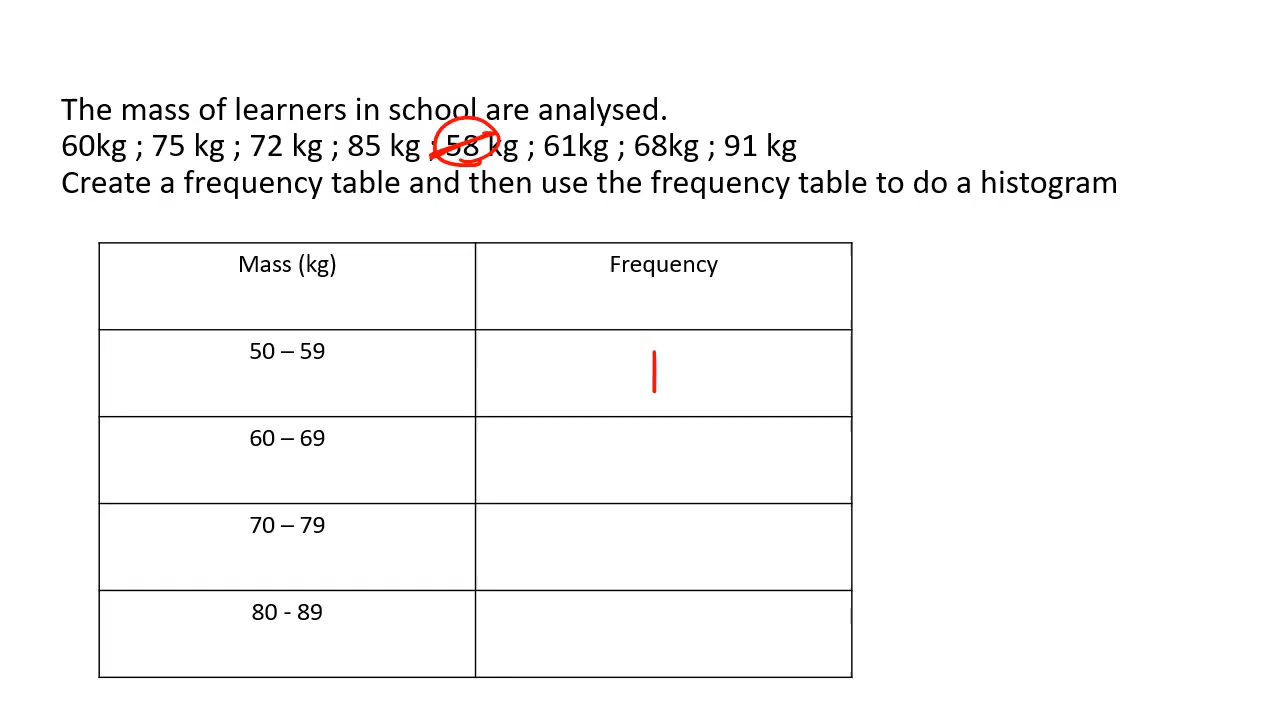 The mass of learners in school are analysed.
60kg ; 75 kg ; 72 kg ; 85 kg ; 58 kg ; 61kg ; 68kg ; 91 kg
Create a frequency table and then use the frequency table to do a histogram
Mass (kg) Frequency
50 – 59 |
60 – 69
70 – 79
80 - 89